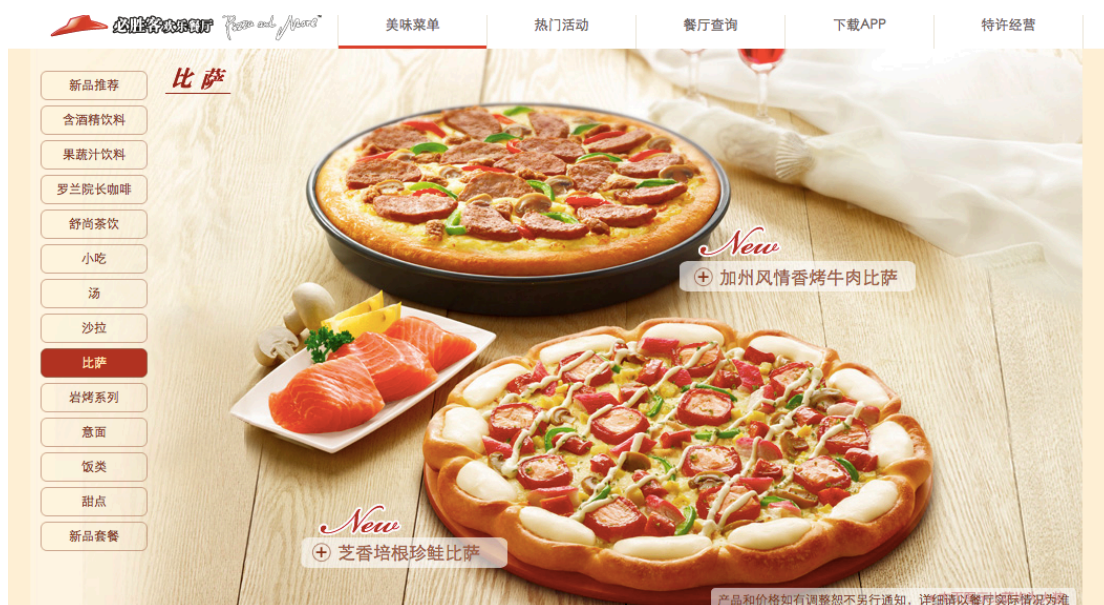 必胜客欢乐餐厅 Pizza and More
美味菜单
热门活动
餐厅查询
下载APP
特许经营
比萨
新品推荐
含酒精饮料
果蔬汁饮料
罗兰院长咖啡
舒尚茶饮
小吃
汤
沙拉
比萨
岩烤系列
意面
饭类
甜点
新品套餐
New
加州风情香烤牛肉比萨
New
芝香培根珍鲑比萨
产品和价格如有调整恕不另行通知，详细请以餐厅实际情况为准